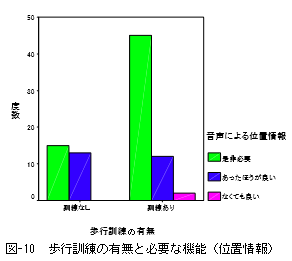 50
40
30
20
10
0
度数
訓練なし 訓練あり
歩行訓練の有無
音声による位置情報
是非必要
あったほうが良い
なくても良い
図-10 歩行訓練の有無と必要な機能（位置情報）